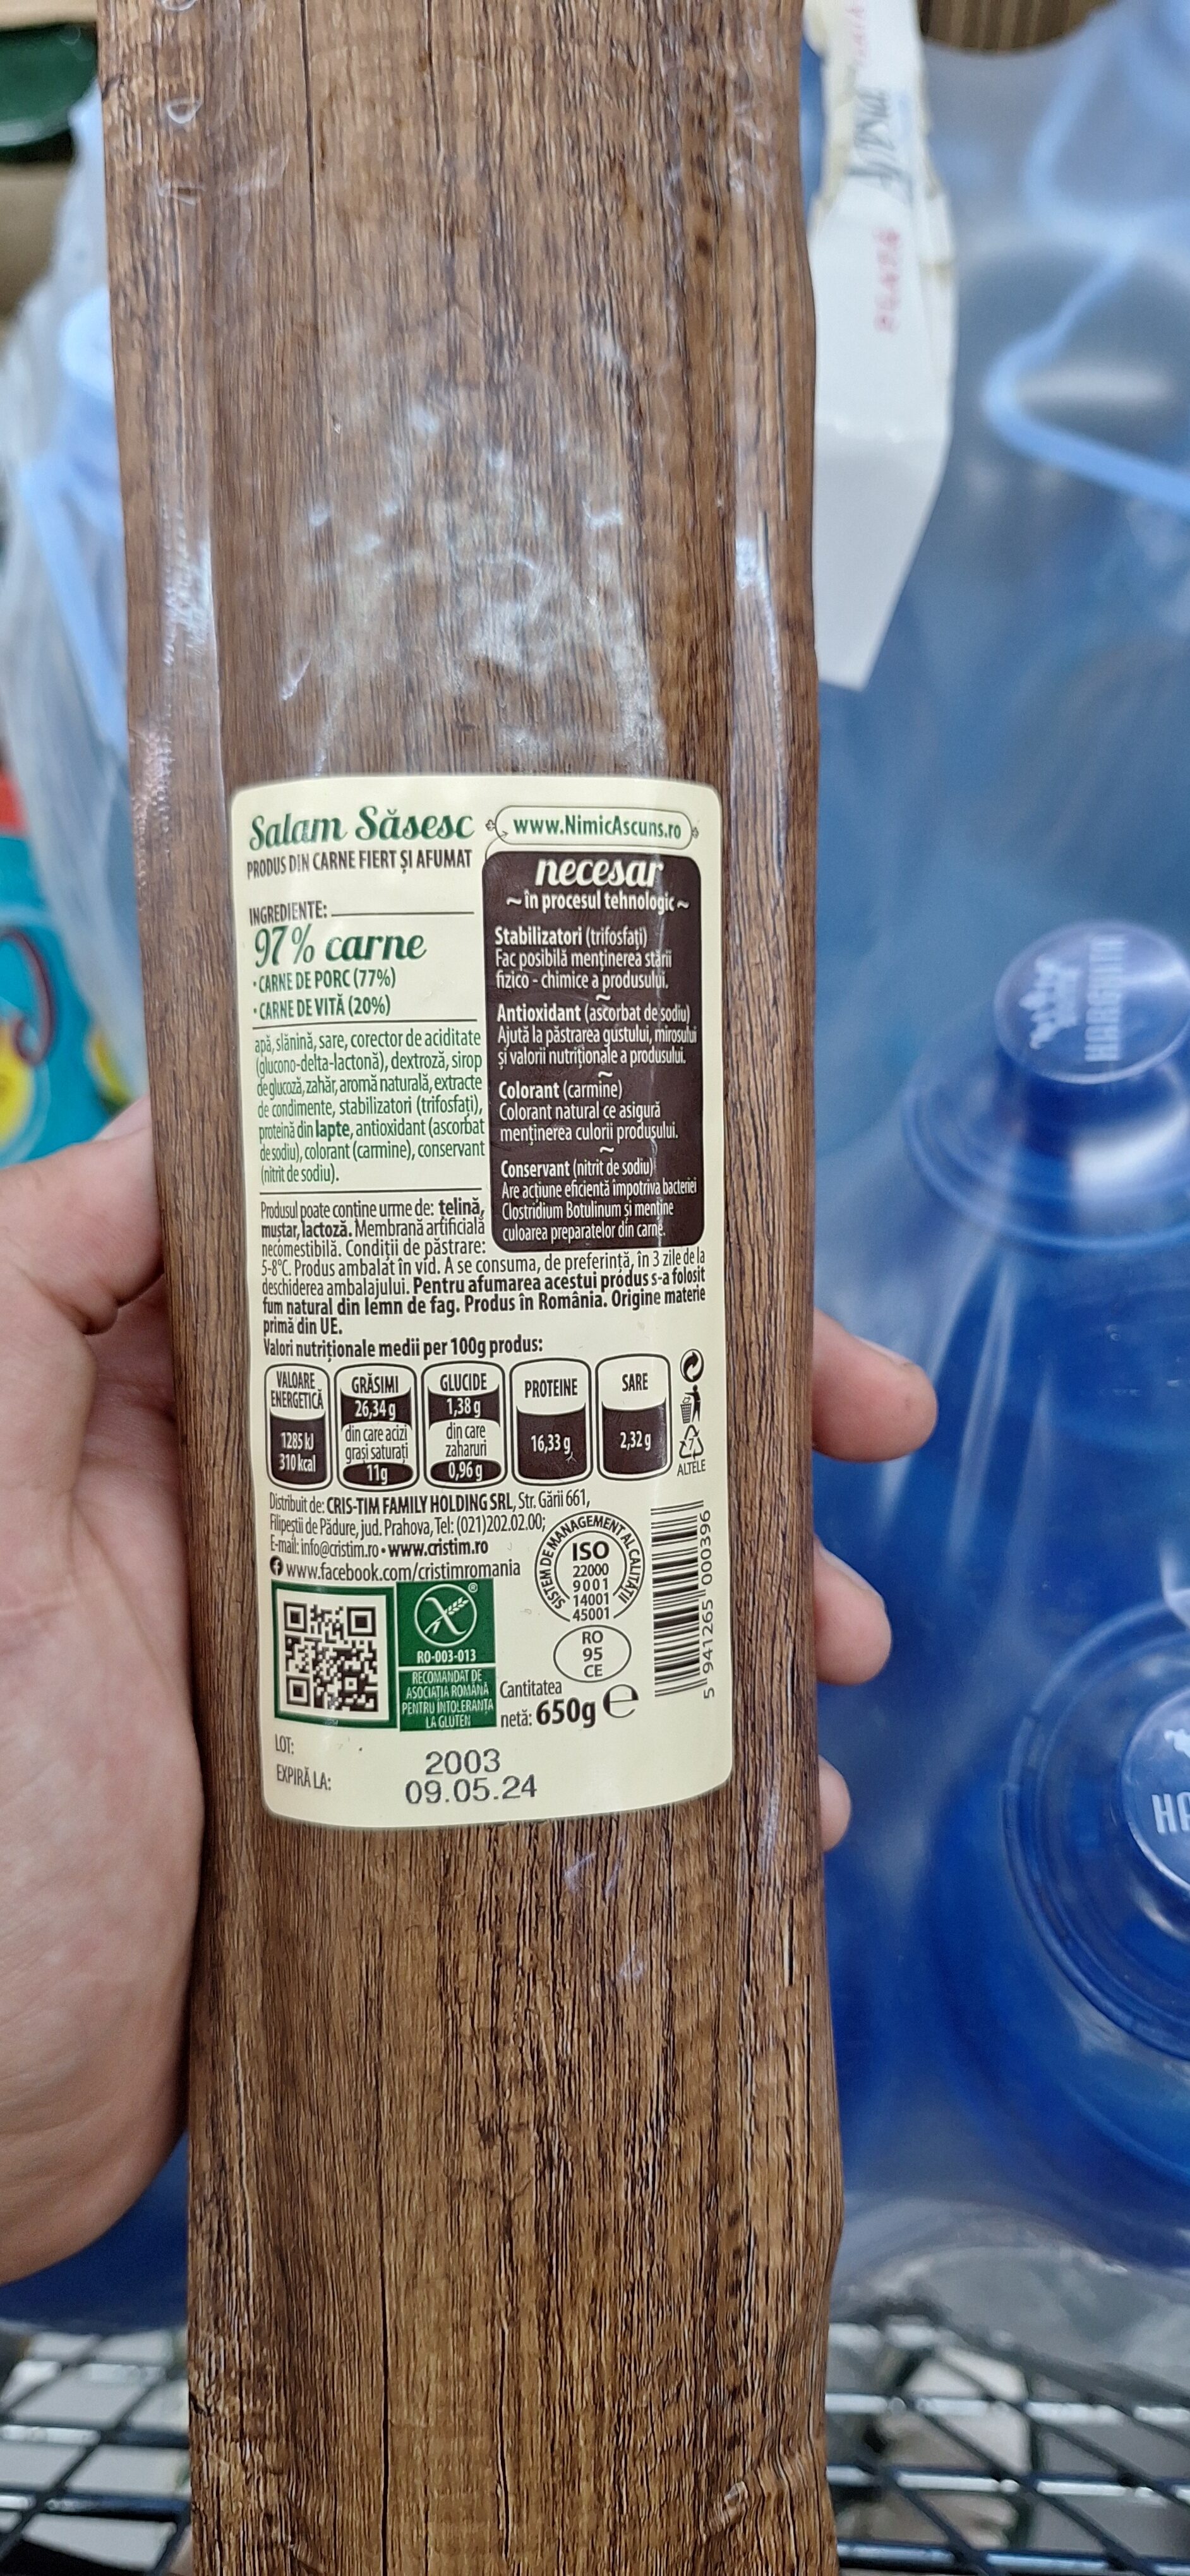 Salam Săsesc
PRODUS DIN CARNE FIERT ȘI AFUMAT
INGREDIENTE:
97% carne
• CARNE DE PORC (77%)
• CARNE DE VITĂ (20%)
apă, slănină, sare, corector de aciditate
(glucono-delta-lactonă), dextroză, sirop
de glucoză, zahăr, aromă naturală, extracte
de condimente, stabilizatori (trifosfați),
proteină din lapte, antioxidant (ascorbat
de sodiu), colorant (carmine), conservant
(nitrit de sodiu).
www.NimicAscuns.ro
necesar
~ în procesul tehnologic ~
Stabilizatori (trifosfați)
Fac posibilă menținerea stării
fizico - chimice a produsului.
~
Antioxidant (ascorbat de sodiu)
Ajută la păstrarea gustului, mirosului
și valorii nutriționale a produsului.
~
Colorant (carmine)
Colorant natural ce asigură
menținerea culorii produsului.
~
Conservant (nitrit de sodiu)
Are acțiune eficientă împotriva bacteriei
Clostridium Botulinum și menține
culoarea preparatelor din carne.
Produsul poate conține urme de: țelină,
muștar, lactoză. Membrană artificială
necomestibilă. Condiții de păstrare:
5-8°C. Produs ambalat în vid. A se consuma, de preferință, în 3 zile de la
deschiderea ambalajului. Pentru afumarea acestui produs s-a folosit
fum natural din lemn de fag. Produs în România. Origine materie
primă din UE.
Valori nutriționale medii per 100g produs:
VALOARE
ENERGETICĂ
1285 kJ
310 kcal
GRĂSIMI
26,34 g
din care acizi
grași saturați
11g
GLUCIDE
1,38 g
din care
zaharuri
0,96 g
PROTEINE
16,33 g
SARE
2,32 g
7
ALTELE
Distribuit de: CRIS-TIM FAMILY HOLDING SRL, Str. Gării 661,
Filipeștii de Pădure, jud. Prahova, Tel: (021)202.02.00;
E-mail: info@cristim.ro • www.cristim.ro
www.facebook.com/cristimromania
SISTEM DE MANAGEMENT AL CALITĂȚII
ISO
22000
9001
14001
45001
RO
95
CE
®
RO-003-013
RECOMANDAT DE
ASOCIAȚIA ROMÂNĂ
PENTRU INTOLERANȚA
LA GLUTEN
Cantitatea
netă: 650g e
5 941265 000396
LOT:
2003
EXPIRĂ LA:
09.05.24
HARGHITA
HA